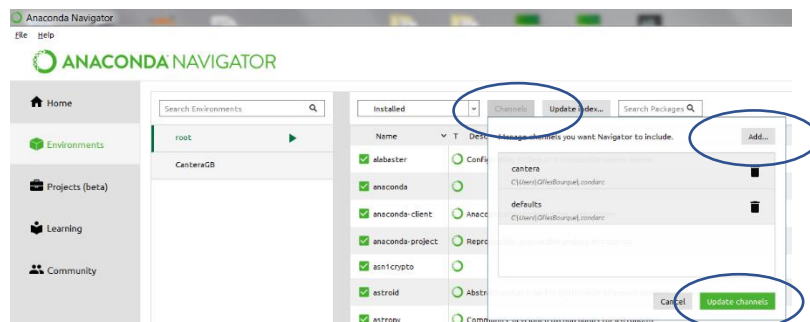 Anaconda Navigator
File Help
ANACONDA NAVIGATOR
Home
Environments
Projects (beta)
Learning
Community
Search Environments
root
CanteraGB
Installed
Channels
Update index...
Search Packages
Name
T
alabaster
anaconda
anaconda-client
anaconda-project
asn1crypto
astroid
astropy
Manage channels you want Navigator to include.
Add...
cantera
C:\Users\GillesBourque\.condarc
defaults
C:\Users\GillesBourque\.condarc
Cancel
Update channels